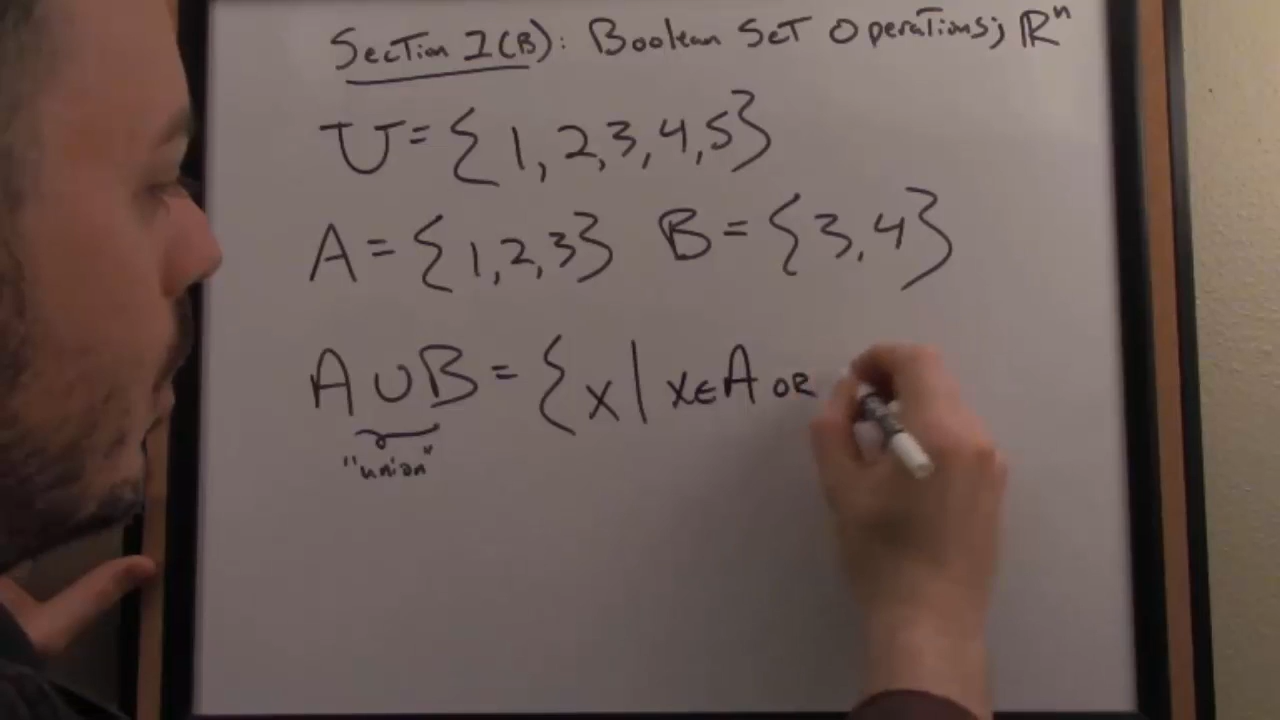 Section I(B): Boolean Set Operations; ℝⁿ
U = {1, 2, 3, 4, 5}
A = {1, 2, 3} B = {3, 4}
A ∪ B = {x | x ∈ A OR
"union"